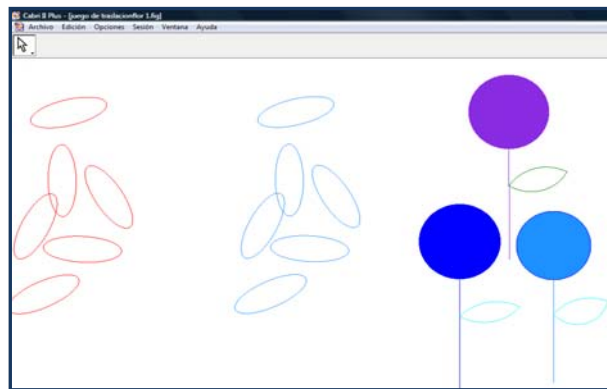 Cabri II Plus - [juego de traslacionflor 1.fig]
Archivo Edición Opciones Sesión Ventana Ayuda